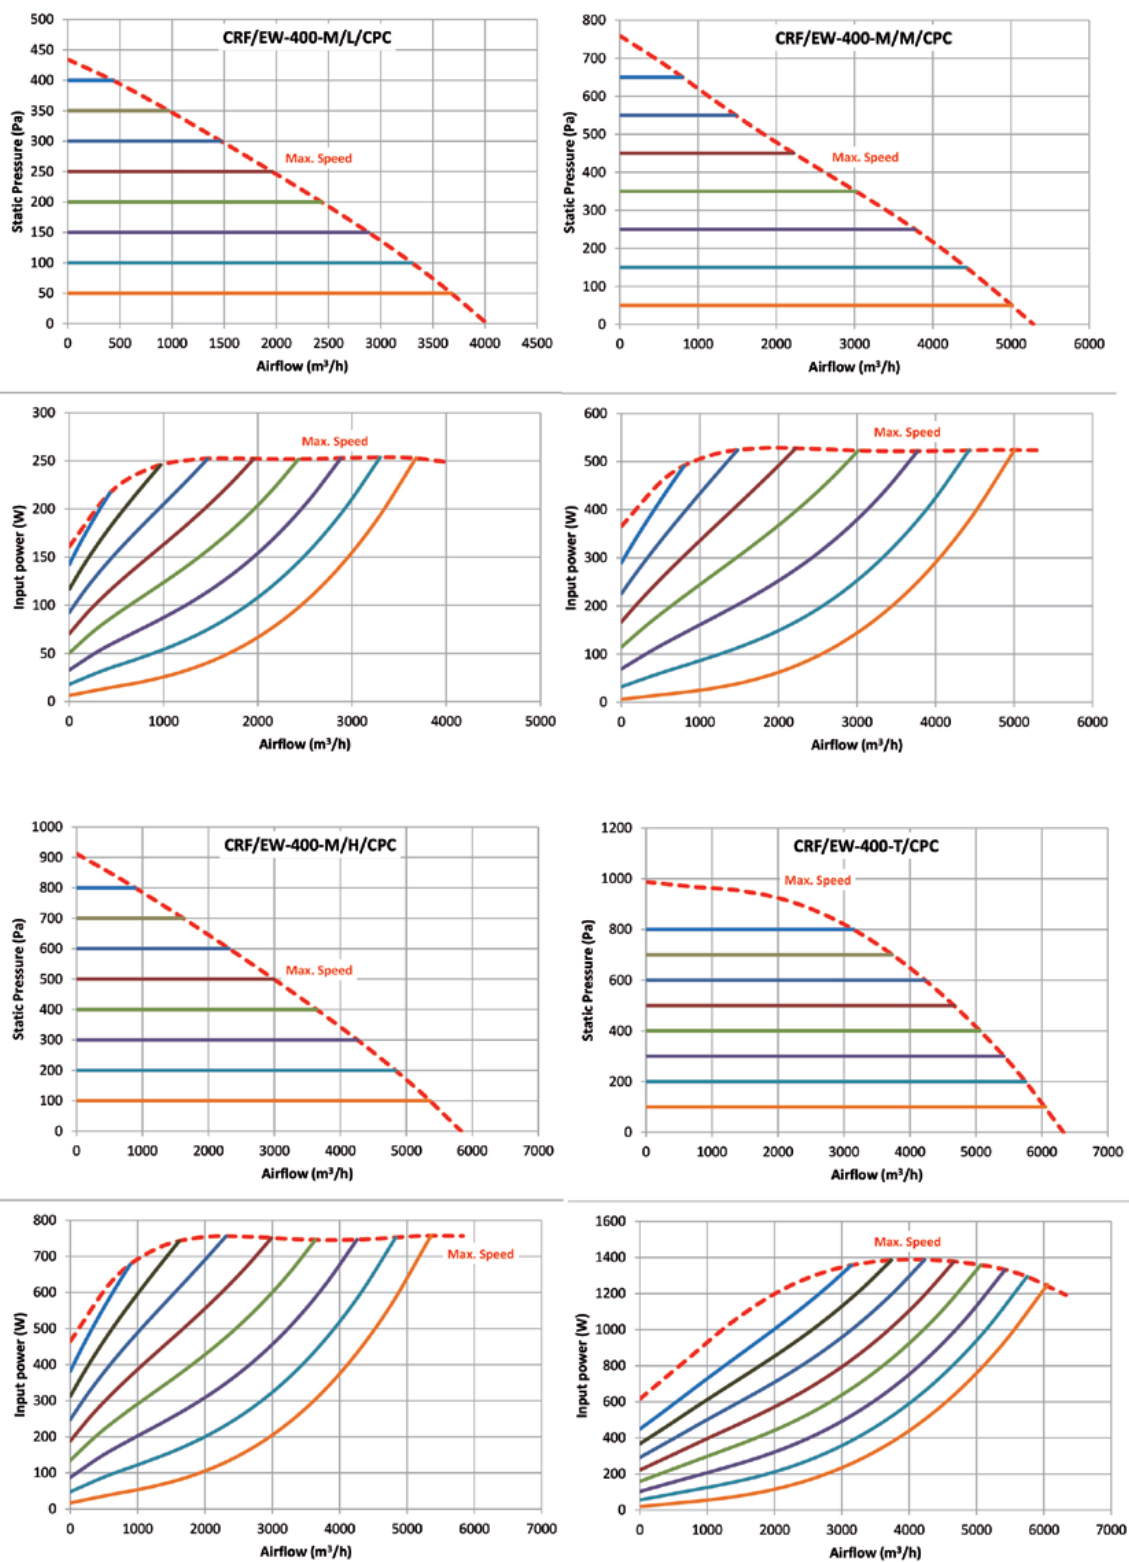 CRF/EW-400-M/L/CPC
Static Pressure (Pa)
500
450
400
350
300
250
200
150
100
50
0
Max. Speed
0 500 1000 1500 2000 2500 3000 3500 4000 4500
Airflow (m³/h)
CRF/EW-400-M/M/CPC
Static Pressure (Pa)
800
700
600
500
400
300
200
100
0
Max. Speed
0 1000 2000 3000 4000 5000 6000
Airflow (m³/h)
Input power (W)
300
250
200
150
100
50
0
Max. Speed
0 1000 2000 3000 4000 5000
Airflow (m³/h)
Input power (W)
600
500
400
300
200
100
0
Max. Speed
0 1000 2000 3000 4000 5000 6000
Airflow (m³/h)
CRF/EW-400-M/H/CPC
Static Pressure (Pa)
1000
900
800
700
600
500
400
300
200
100
0
Max. Speed
0 1000 2000 3000 4000 5000 6000 7000
Airflow (m³/h)
CRF/EW-400-T/CPC
Static Pressure (Pa)
1200
1000
800
600
400
200
0
Max. Speed
0 1000 2000 3000 4000 5000 6000 7000
Airflow (m³/h)
Input power (W)
800
700
600
500
400
300
200
100
0
Max. Speed
0 1000 2000 3000 4000 5000 6000 7000
Airflow (m³/h)
Input power (W)
1600
1400
1200
1000
800
600
400
200
0
Max. Speed
0 1000 2000 3000 4000 5000 6000 7000
Airflow (m³/h)